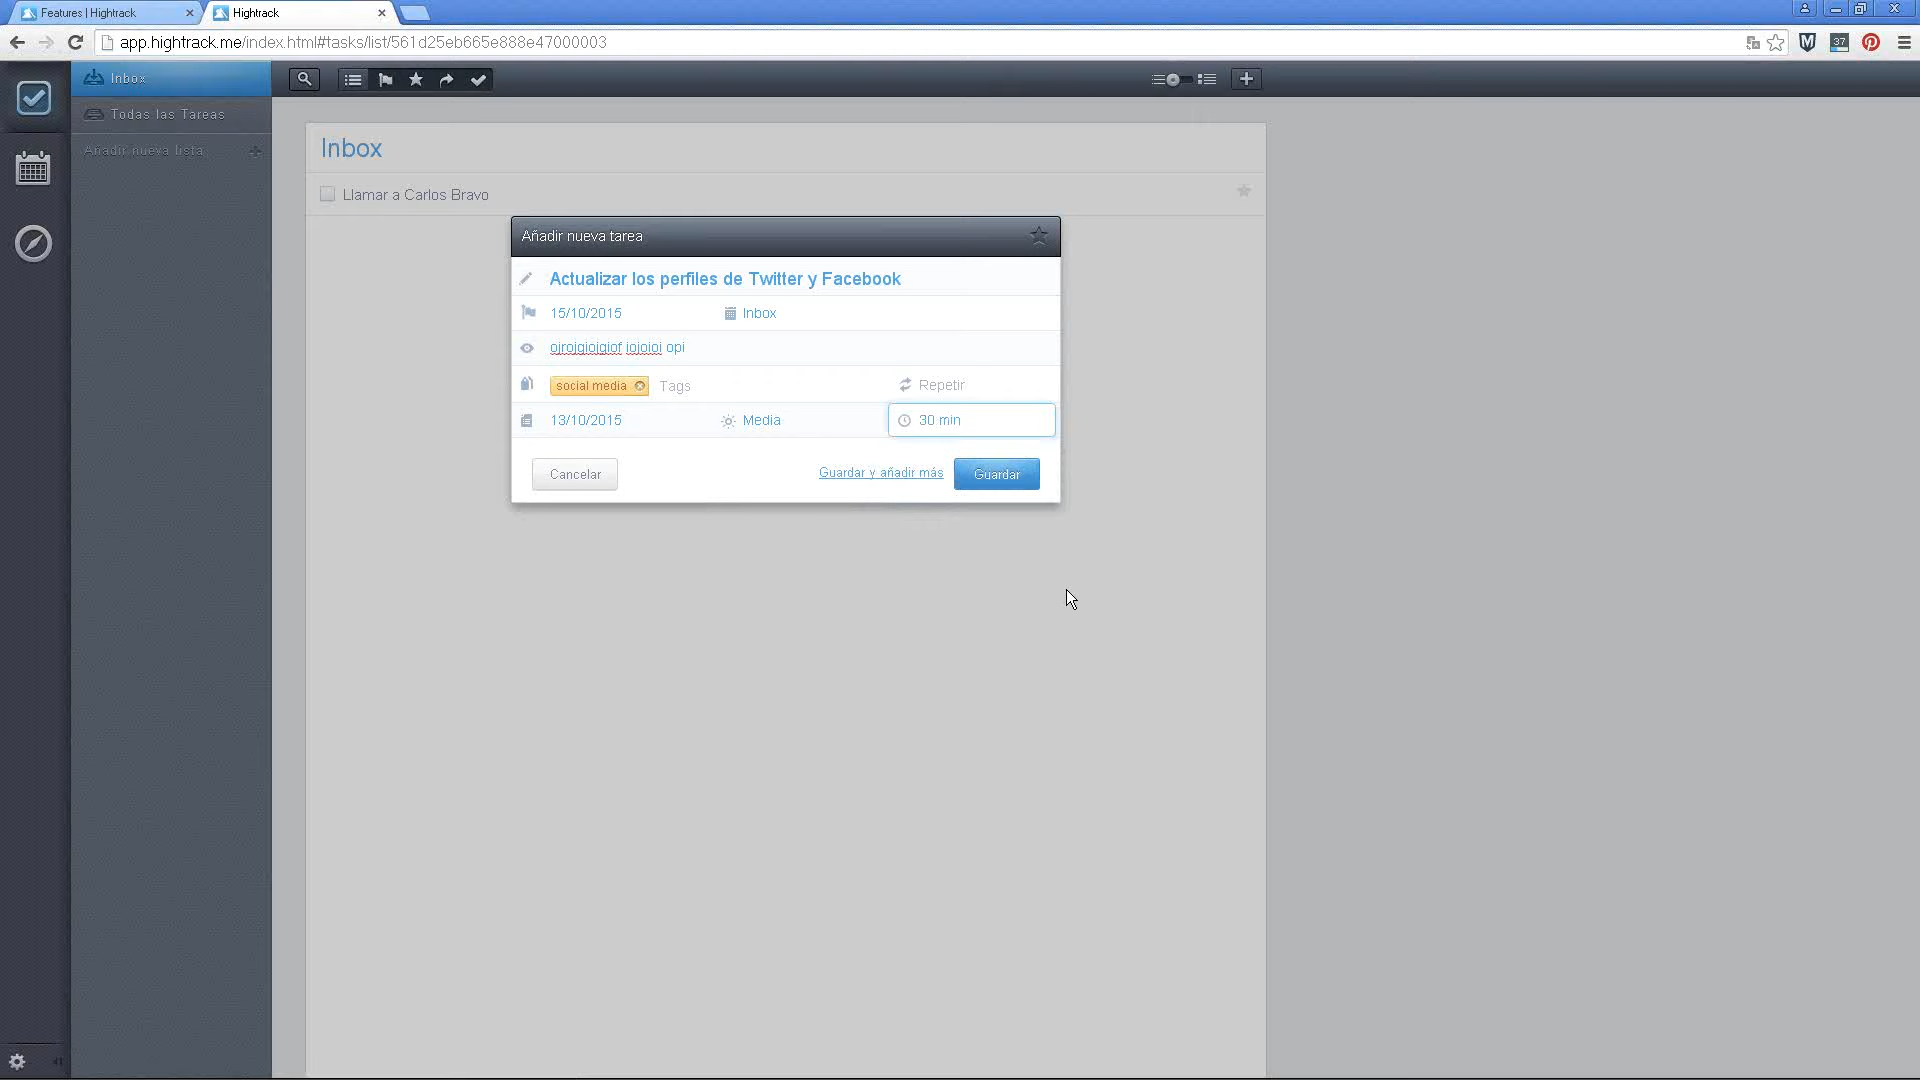 Features | Hightrack
Hightrack
app.hightrack.me/index.html#tasks/list/561d25eb665e888e47000003
37
Inbox
Todas las Tareas
Añadir nueva lista
Inbox
Llamar a Carlos Bravo
Añadir nueva tarea
Actualizar los perfiles de Twitter y Facebook
15/10/2015 Inbox
ojrojgiojgiof iojoioi opi
social media Tags Repetir
13/10/2015 Media 30 min
Cancelar Guardar y añadir más Guardar